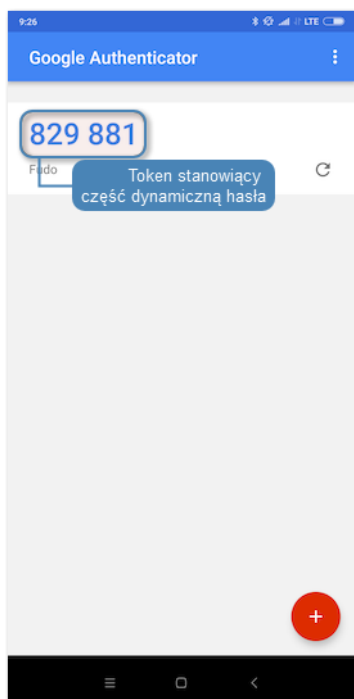 9:26
LTE
Google Authenticator
829 881
Fudo
Token stanowiący
część dynamiczną hasła